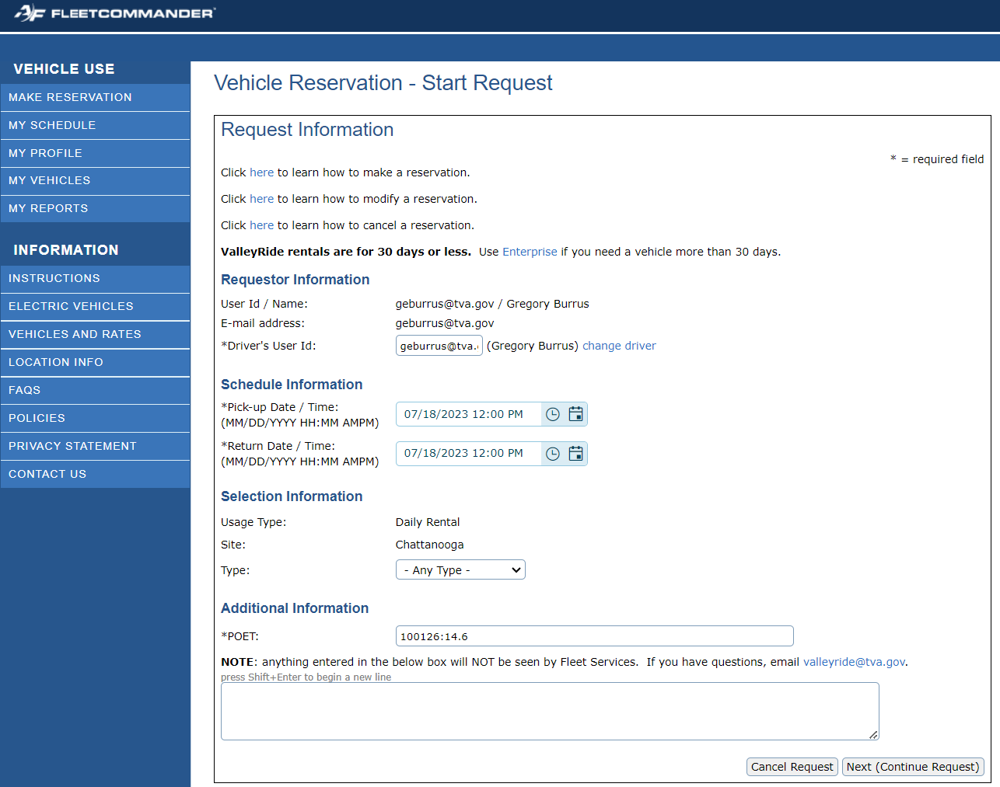 FLEETCOMMANDER
VEHICLE USE
MAKE RESERVATION
MY SCHEDULE
MY PROFILE
MY VEHICLES
MY REPORTS
INFORMATION
INSTRUCTIONS
ELECTRIC VEHICLES
VEHICLES AND RATES
LOCATION INFO
FAQS
POLICIES
PRIVACY STATEMENT
CONTACT US
Vehicle Reservation - Start Request
Request Information
* = required field
Click here to learn how to make a reservation.
Click here to learn how to modify a reservation.
Click here to learn how to cancel a reservation.
ValleyRide rentals are for 30 days or less. Use Enterprise if you need a vehicle more than 30 days.
Requestor Information
User Id / Name: geburrus@tva.gov / Gregory Burrus
E-mail address: geburrus@tva.gov
*Driver's User Id: geburrus@tva. (Gregory Burrus) change driver
Schedule Information
*Pick-up Date / Time:
(MM/DD/YYYY HH:MM AMPM) 07/18/2023 12:00 PM
*Return Date / Time:
(MM/DD/YYYY HH:MM AMPM) 07/18/2023 12:00 PM
Selection Information
Usage Type: Daily Rental
Site: Chattanooga
Type: - Any Type -
Additional Information
*POET: 100126:14.6
NOTE: anything entered in the below box will NOT be seen by Fleet Services. If you have questions, email valleyride@tva.gov.
press Shift+Enter to begin a new line
Cancel Request Next (Continue Request)